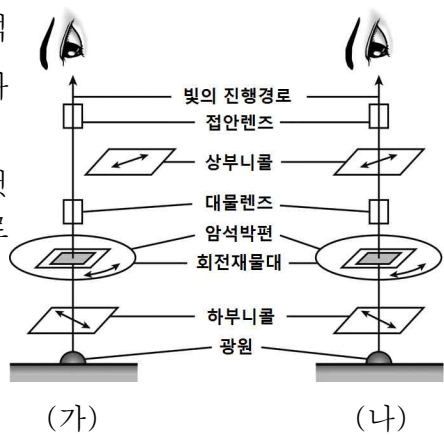 빛의 진행경로
접안렌즈
상부니콜
대물렌즈
암석박편
회전재물대
하부니콜
광원
(가) (나)